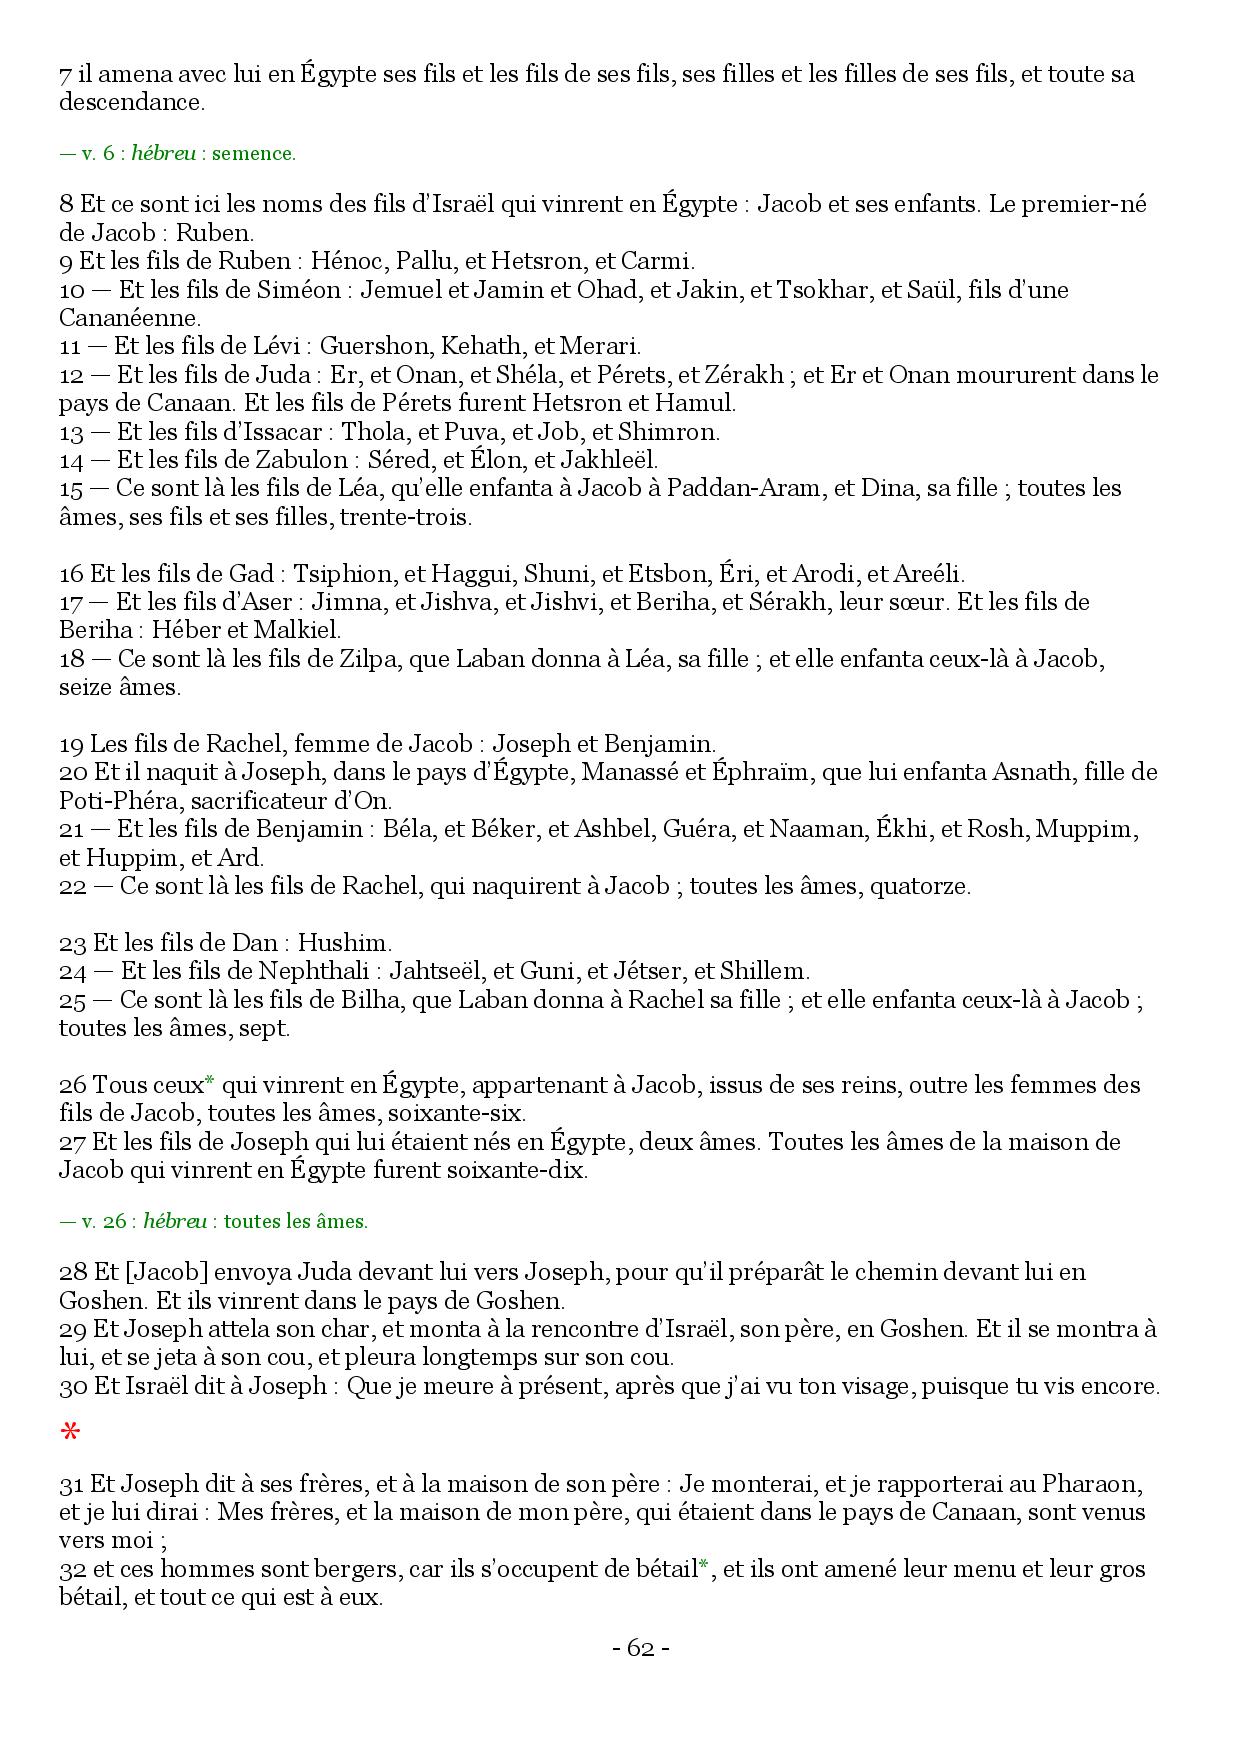 7 il amena avec lui en Égypte ses fils et les fils de ses fils, ses filles et les filles de ses fils, et toute sa
descendance.
— v. 6 : hébreu : semence.
8 Et ce sont ici les noms des fils d’Israël qui vinrent en Égypte : Jacob et ses enfants. Le premier-né
de Jacob : Ruben.
9 Et les fils de Ruben : Hénoc, Pallu, et Hetsron, et Carmi.
10 — Et les fils de Siméon : Jemuel et Jamin et Ohad, et Jakin, et Tsokhar, et Saül, fils d’une
Cananéenne.
11 — Et les fils de Lévi : Guershon, Kehath, et Merari.
12 — Et les fils de Juda : Er, et Onan, et Shéla, et Pérets, et Zérakh ; et Er et Onan moururent dans le
pays de Canaan. Et les fils de Pérets furent Hetsron et Hamul.
13 — Et les fils d’Issacar : Thola, et Puva, et Job, et Shimron.
14 — Et les fils de Zabulon : Séred, et Élon, et Jakhleël.
15 — Ce sont là les fils de Léa, qu’elle enfanta à Jacob à Paddan-Aram, et Dina, sa fille ; toutes les
âmes, ses fils et ses filles, trente-trois.
16 Et les fils de Gad : Tsiphion, et Haggui, Shuni, et Etsbon, Éri, et Arodi, et Areéli.
17 — Et les fils d’Aser : Jimna, et Jishva, et Jishvi, et Beriha, et Sérakh, leur sœur. Et les fils de
Beriha : Héber et Malkiel.
18 — Ce sont là les fils de Zilpa, que Laban donna à Léa, sa fille ; et elle enfanta ceux-là à Jacob,
seize âmes.
19 Les fils de Rachel, femme de Jacob : Joseph et Benjamin.
20 Et il naquit à Joseph, dans le pays d’Égypte, Manassé et Éphraïm, que lui enfanta Asnath, fille de
Poti-Phéra, sacrificateur d’On.
21 — Et les fils de Benjamin : Béla, et Béker, et Ashbel, Guéra, et Naaman, Ékhi, et Rosh, Muppim,
et Huppim, et Ard.
22 — Ce sont là les fils de Rachel, qui naquirent à Jacob ; toutes les âmes, quatorze.
23 Et les fils de Dan : Hushim.
24 — Et les fils de Nephthali : Jahtseël, et Guni, et Jétser, et Shillem.
25 — Ce sont là les fils de Bilha, que Laban donna à Rachel sa fille ; et elle enfanta ceux-là à Jacob ;
toutes les âmes, sept.
26 Tous ceux* qui vinrent en Égypte, appartenant à Jacob, issus de ses reins, outre les femmes des
fils de Jacob, toutes les âmes, soixante-six.
27 Et les fils de Joseph qui lui étaient nés en Égypte, deux âmes. Toutes les âmes de la maison de
Jacob qui vinrent en Égypte furent soixante-dix.
— v. 26 : hébreu : toutes les âmes.
28 Et [Jacob] envoya Juda devant lui vers Joseph, pour qu’il préparât le chemin devant lui en
Goshen. Et ils vinrent dans le pays de Goshen.
29 Et Joseph attela son char, et monta à la rencontre d’Israël, son père, en Goshen. Et il se montra à
lui, et se jeta à son cou, et pleura longtemps sur son cou.
30 Et Israël dit à Joseph : Que je meure à présent, après que j’ai vu ton visage, puisque tu vis encore.
*
31 Et Joseph dit à ses frères, et à la maison de son père : Je monterai, et je rapporterai au Pharaon,
et je lui dirai : Mes frères, et la maison de mon père, qui étaient dans le pays de Canaan, sont venus
vers moi ;
32 et ces hommes sont bergers, car ils s’occupent de bétail*, et ils ont amené leur menu et leur gros
bétail, et tout ce qui est à eux.
- 62 -